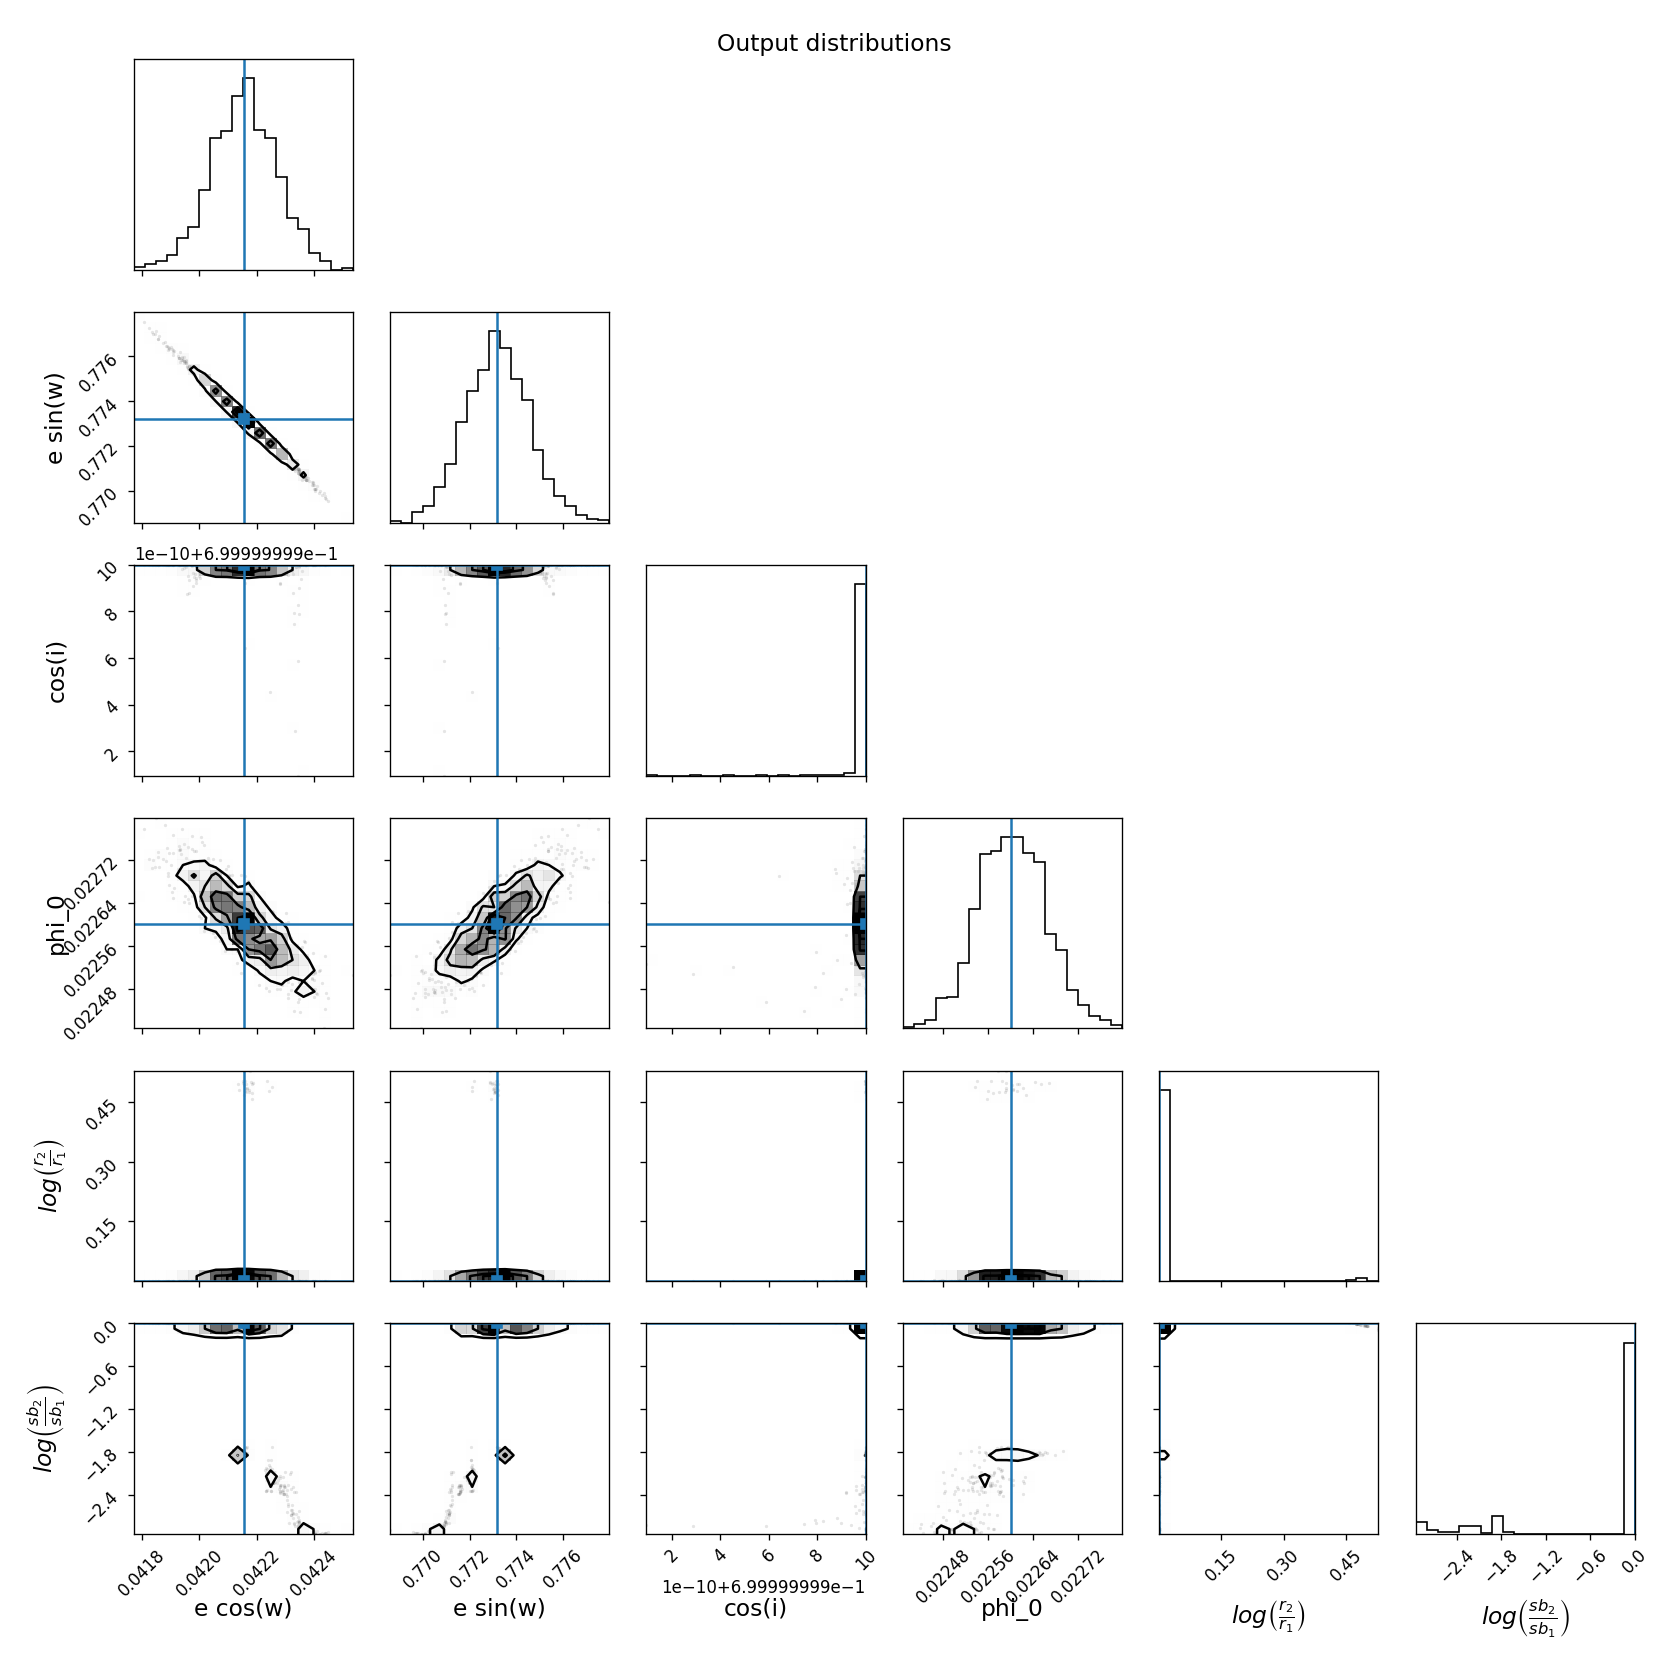 Output distributions
e sin(w)
0.776
0.774
0.772
0.770
1e−10+6.99999999e−1
cos(i)
10
8
6
4
2
phi_0
0.02272
0.02264
0.02256
0.02248
log(r2/r1)
0.45
0.30
0.15
log(sb2/sb1)
0.0
−0.6
−1.2
−1.8
−2.4
0.0418 0.0420 0.0422 0.0424
0.770 0.772 0.774 0.776
2 4 6 8 10
0.02248 0.02256 0.02264 0.02272
0.15 0.30 0.45
−2.4 −1.8 −1.2 −0.6 0.0
1e−10+6.99999999e−1
e cos(w) e sin(w) cos(i) phi_0 log(r2/r1) log(sb2/sb1)